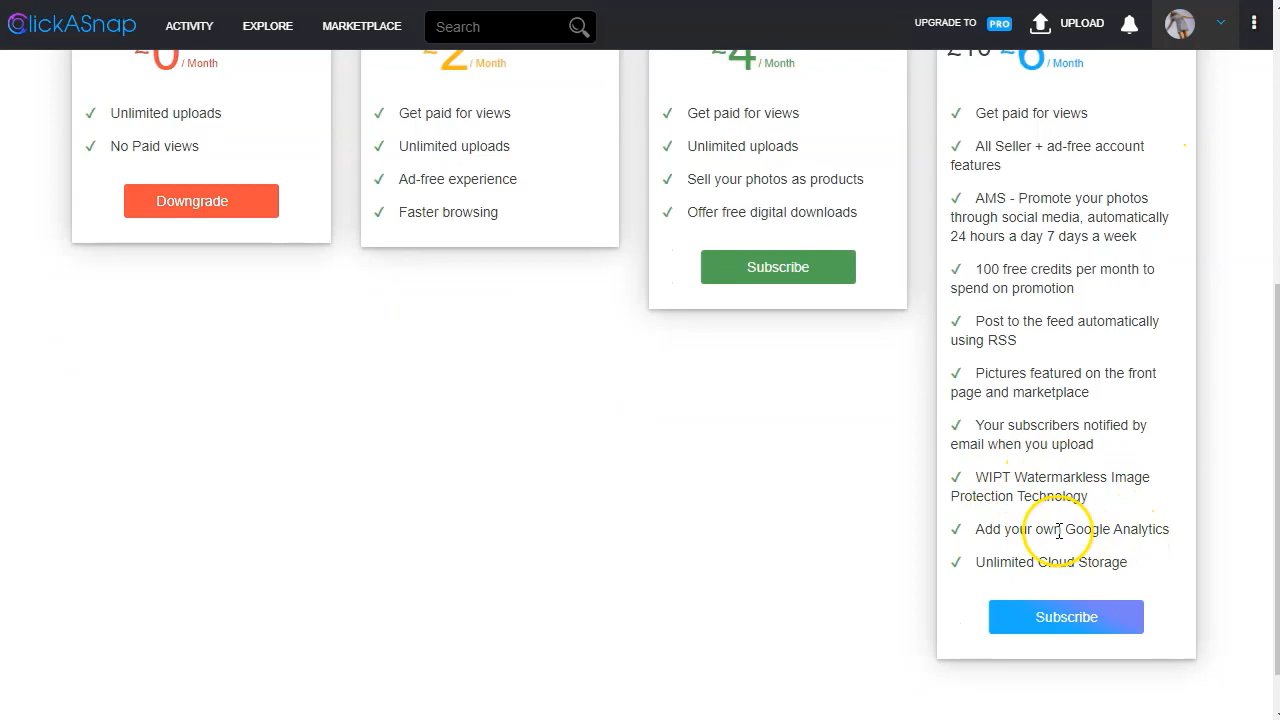 ClickASnap ACTIVITY EXPLORE MARKETPLACE Search UPGRADE TO PRO UPLOAD
£0 / Month
Unlimited uploads
No Paid views
Downgrade
£2 / Month
Get paid for views
Unlimited uploads
Ad-free experience
Faster browsing
£4 / Month
Get paid for views
Unlimited uploads
Sell your photos as products
Offer free digital downloads
Subscribe
£10 £6 / Month
Get paid for views
All Seller + ad-free account
features
AMS - Promote your photos
through social media, automatically
24 hours a day 7 days a week
100 free credits per month to
spend on promotion
Post to the feed automatically
using RSS
Pictures featured on the front
page and marketplace
Your subscribers notified by
email when you upload
WIPT Watermarkless Image
Protection Technology
Add your own Google Analytics
Unlimited Cloud Storage
Subscribe